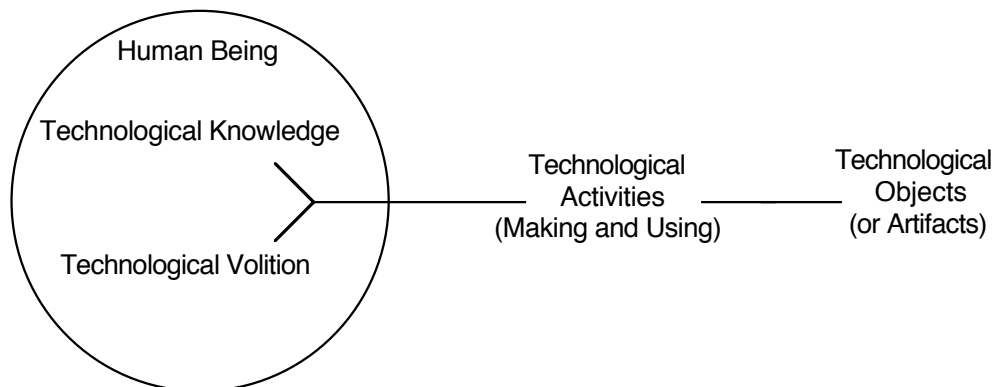 Human Being
Technological Knowledge
Technological Volition
Technological
Activities
(Making and Using)
Technological
Objects
(or Artifacts)